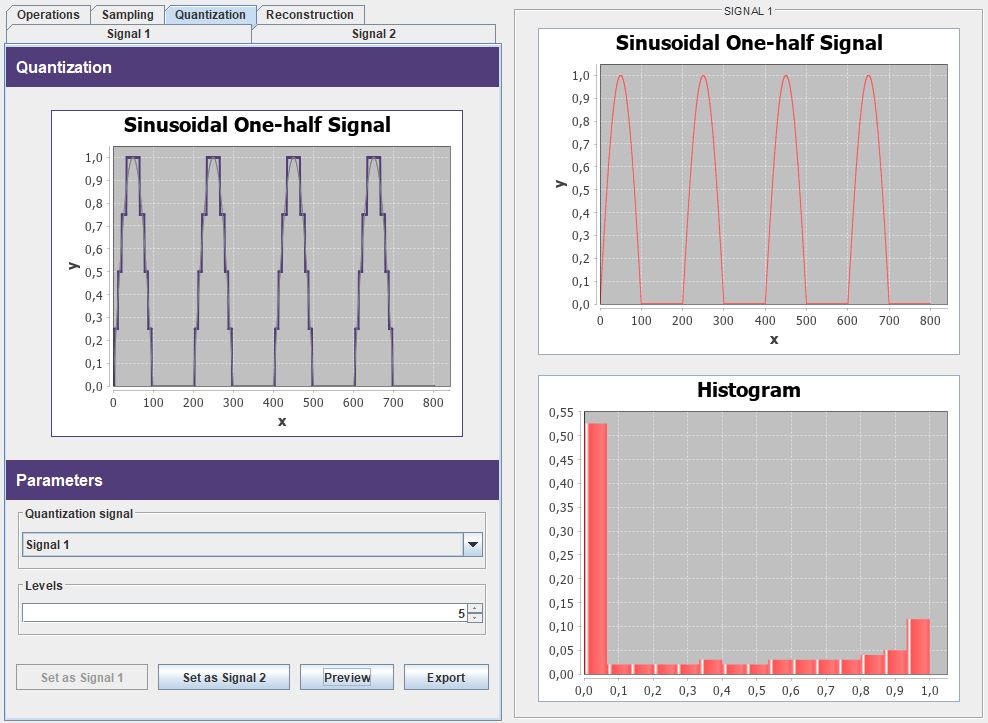 Operations Sampling Quantization Reconstruction
Signal 1 Signal 2
Quantization
Sinusoidal One-half Signal
1,0
0,9
0,8
0,7
0,6
0,5
0,4
0,3
0,2
0,1
0,0
y
0 100 200 300 400 500 600 700 800
x
Parameters
Quantization signal
Signal 1
Levels
5
Set as Signal 1 Set as Signal 2 Preview Export
SIGNAL 1
Sinusoidal One-half Signal
1,0
0,9
0,8
0,7
0,6
0,5
0,4
0,3
0,2
0,1
0,0
y
0 100 200 300 400 500 600 700 800
x
Histogram
0,55
0,50
0,45
0,40
0,35
0,30
0,25
0,20
0,15
0,10
0,05
0,00
0,0 0,1 0,2 0,3 0,4 0,5 0,6 0,7 0,8 0,9 1,0